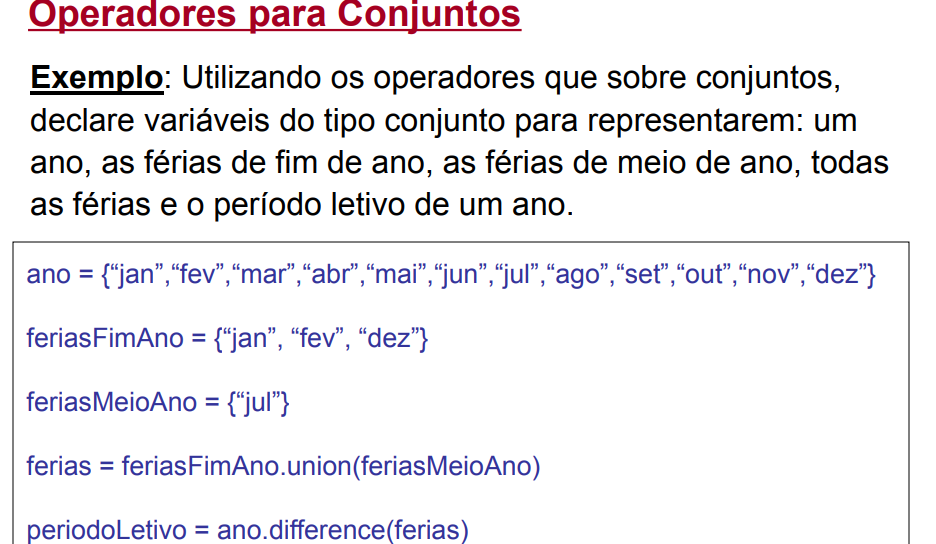 Operadores para Conjuntos
Exemplo: Utilizando os operadores que sobre conjuntos,
declare variáveis do tipo conjunto para representarem: um
ano, as férias de fim de ano, as férias de meio de ano, todas
as férias e o período letivo de um ano.
ano = {“jan”,“fev”,“mar”,“abr”,“mai”,“jun”,“jul”,“ago”,“set”,“out”,“nov”,“dez”}
feriasFimAno = {“jan”, “fev”, “dez”}
feriasMeioAno = {“jul”}
ferias = feriasFimAno.union(feriasMeioAno)
periodoLetivo = ano.difference(ferias)